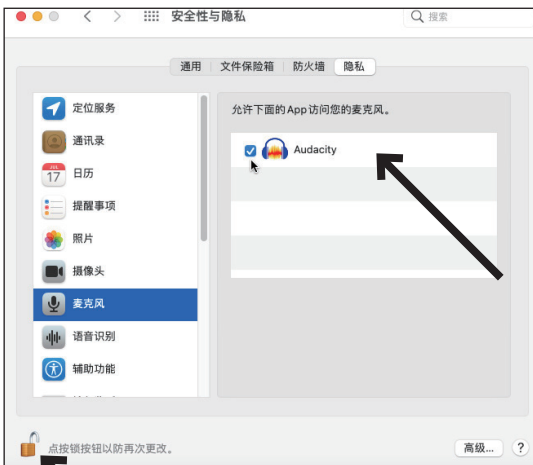 安全性与隐私
搜索
通用 文件保险箱 防火墙 隐私
定位服务
通讯录
JUL
17
日历
提醒事项
照片
摄像头
麦克风
语音识别
辅助功能
允许下面的App访问您的麦克风。
Audacity
点按锁按钮以防再次更改。
高级...
?